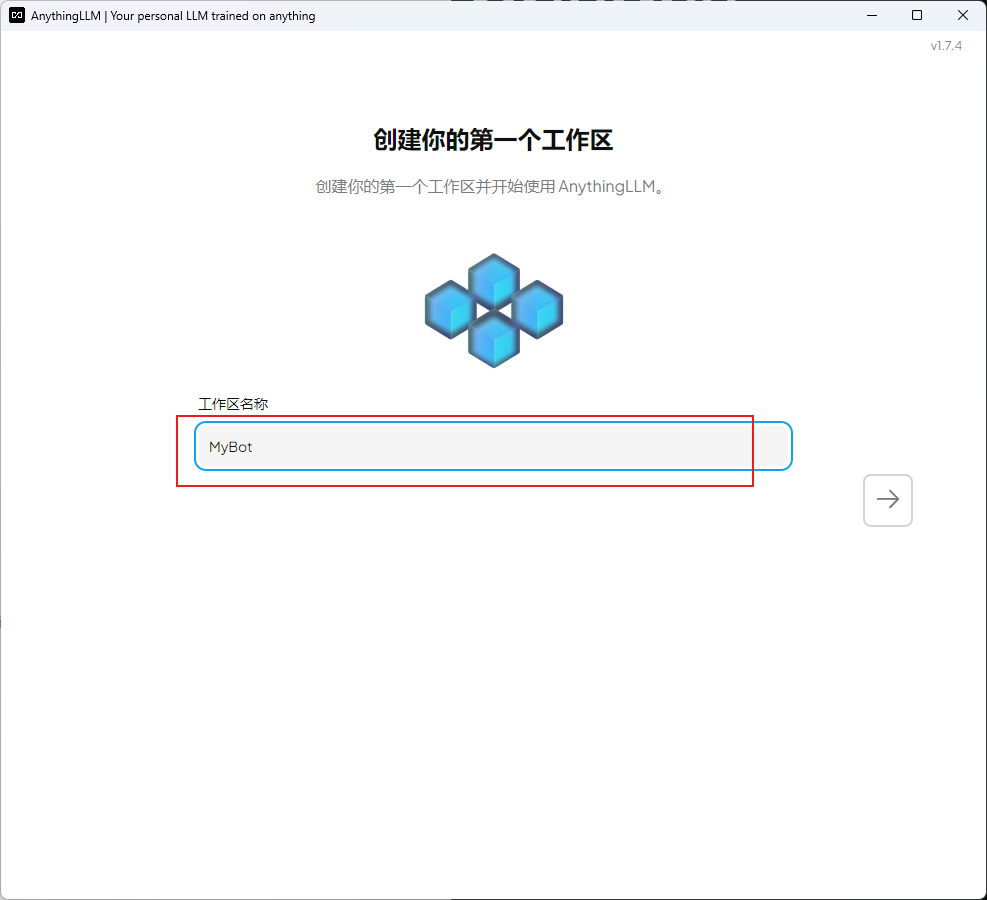 AnythingLLM | Your personal LLM trained on anything
v1.7.4
创建你的第一个工作区
创建你的第一个工作区并开始使用 AnythingLLM。
工作区名称
MyBot